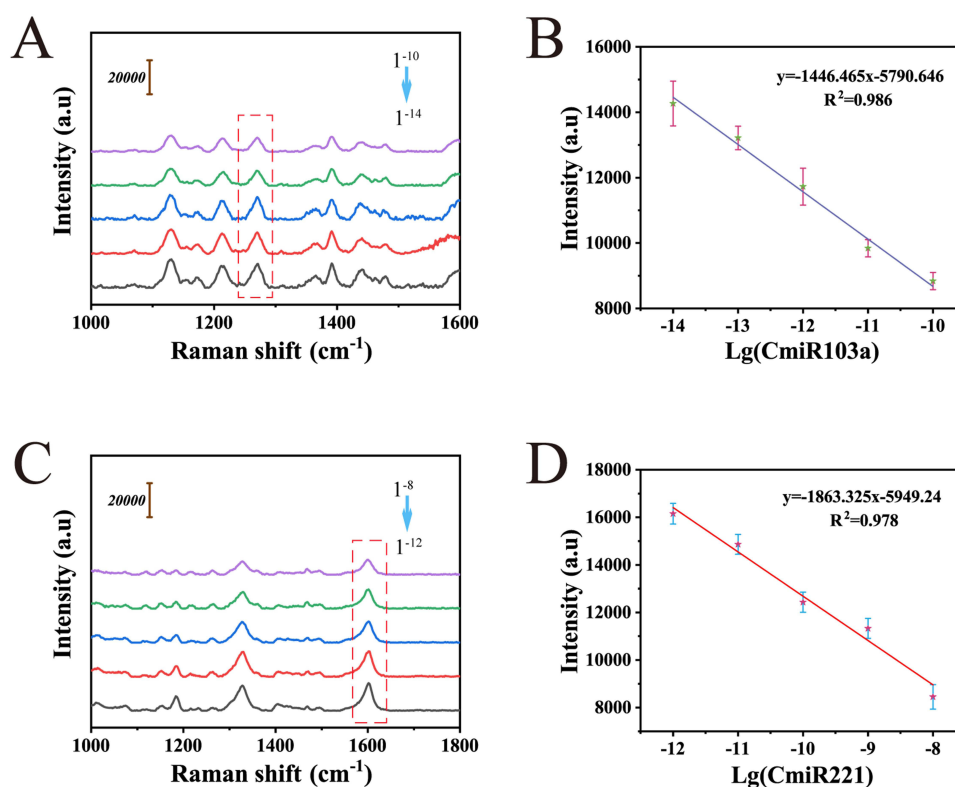 A
20000
1⁻¹⁰
1⁻¹⁴
Intensity (a.u)
1000 1200 1400 1600
Raman shift (cm⁻¹)
B
16000
14000
12000
10000
8000
Intensity (a.u)
y=-1446.465x-5790.646
R²=0.986
-14 -13 -12 -11 -10
Lg(CmiR103a)
C
20000
1⁻⁸
1⁻¹²
Intensity (a.u)
1000 1200 1400 1600 1800
Raman shift (cm⁻¹)
D
18000
16000
14000
12000
10000
8000
Intensity (a.u)
y=-1863.325x-5949.24
R²=0.978
-12 -11 -10 -9 -8
Lg(CmiR221)